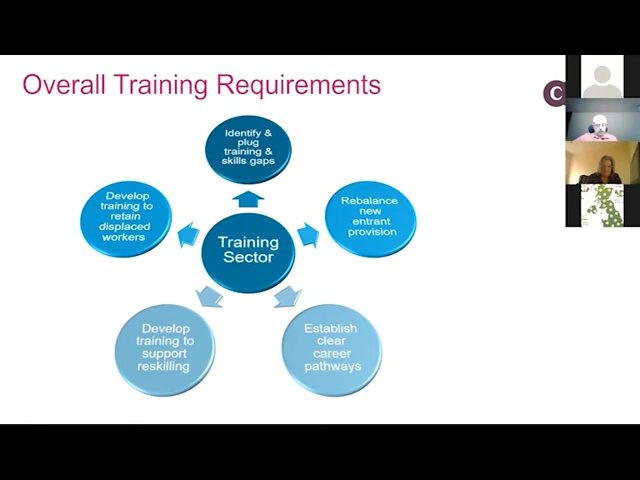 Overall Training Requirements
C
Identify &
plug
training &
skills gaps
Develop
training to
retain
displaced
workers
Rebalance
new
entrant
provision
Training
Sector
Develop
training to
support
reskilling
Establish
clear
career
pathways